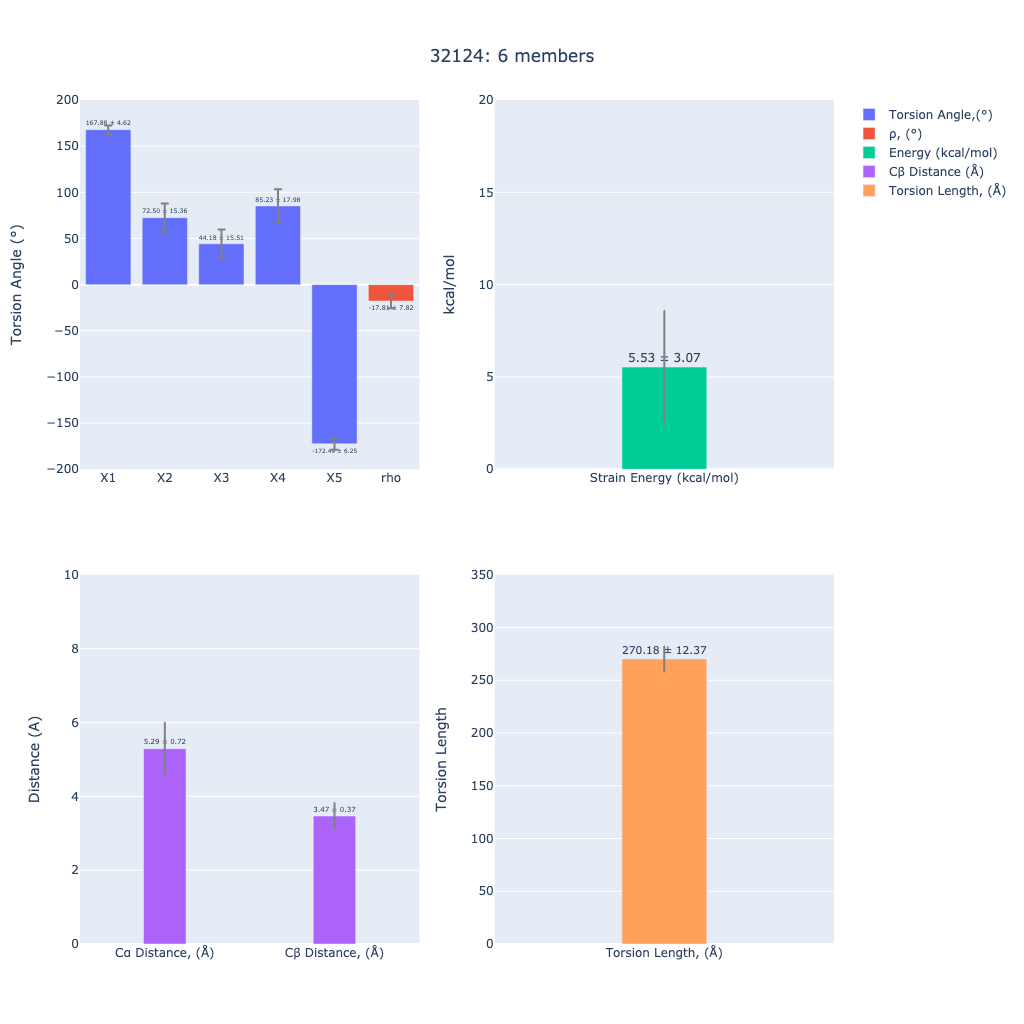 32124: 6 members
Torsion Angle (°)
200
150
100
50
0
−50
−100
−150
−200
167.88 ± 4.62
72.50 ± 15.36
44.18 ± 15.51
85.23 ± 17.98
-172.49 ± 6.25
-17.81 ± 7.82
X1 X2 X3 X4 X5 rho
kcal/mol
20
15
10
5
0
5.53 ± 3.07
Strain Energy (kcal/mol)
Torsion Angle,(°)
ρ, (°)
Energy (kcal/mol)
Cβ Distance (Å)
Torsion Length, (Å)
Distance (A)
10
8
6
4
2
0
5.29 ± 0.72
3.47 ± 0.37
Cα Distance, (Å) Cβ Distance, (Å)
Torsion Length
350
300
250
200
150
100
50
0
270.18 ± 12.37
Torsion Length, (Å)